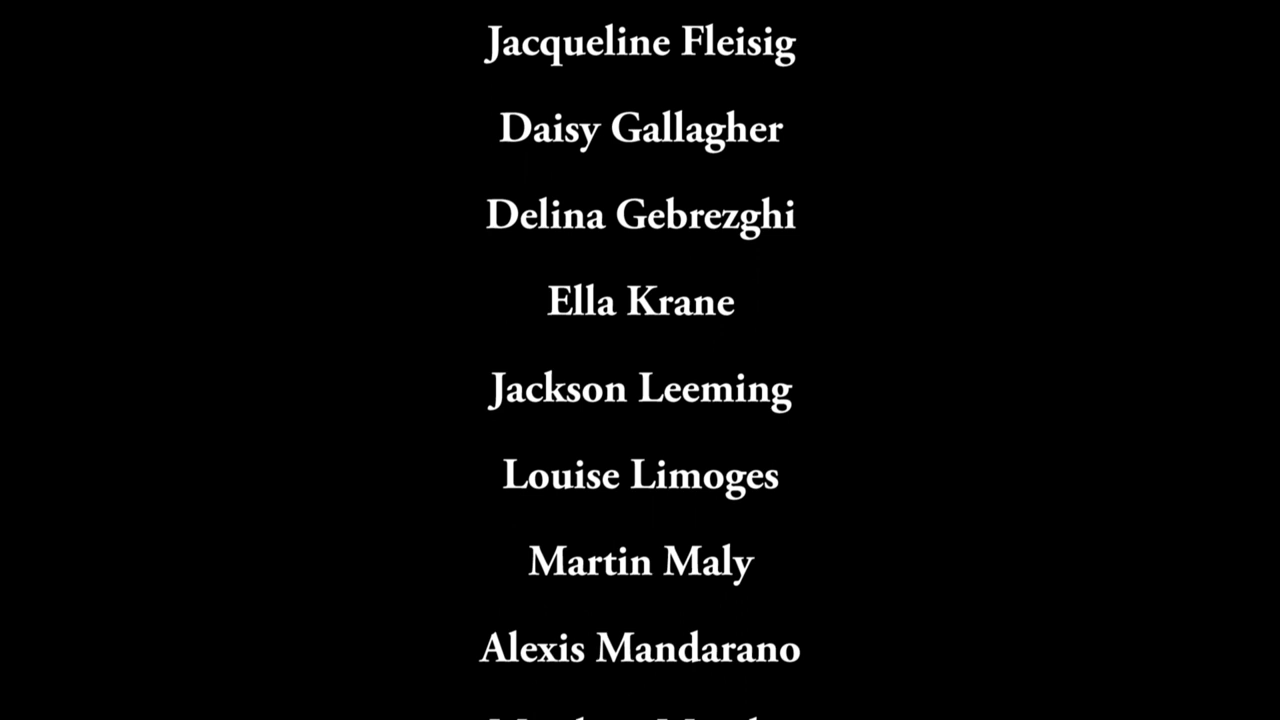 Jacqueline Fleisig
Daisy Gallagher
Delina Gebrezghi
Ella Krane
Jackson Leeming
Louise Limoges
Martin Maly
Alexis Mandarano